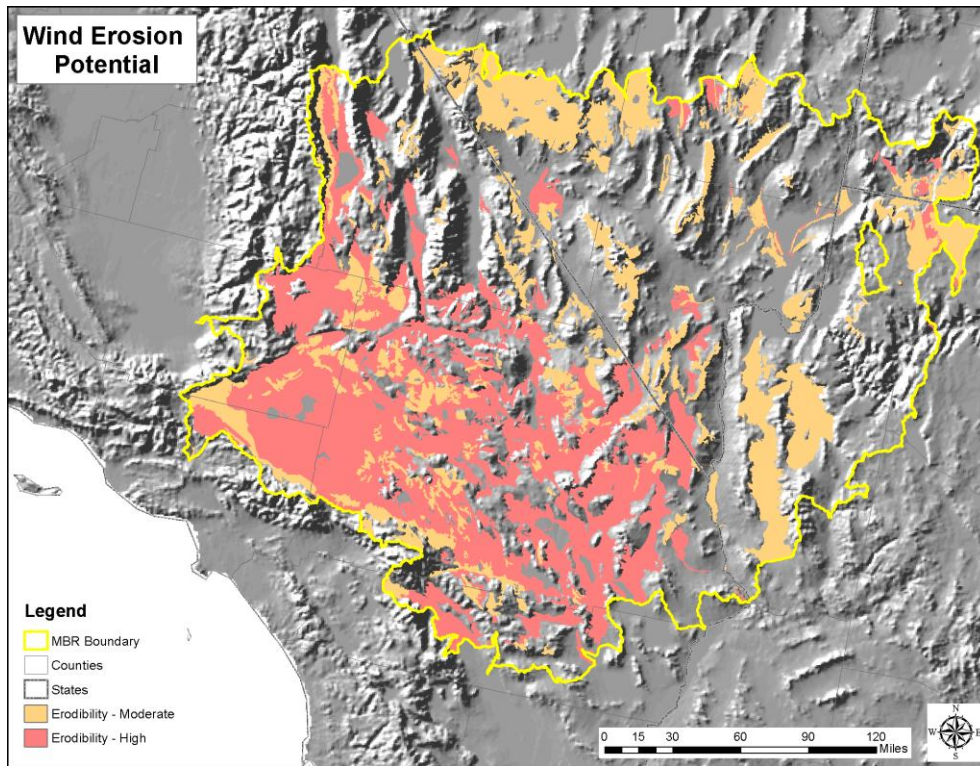 Wind Erosion
Potential
Legend
MBR Boundary
Counties
States
Erodibility - Moderate
Erodibility - High
0 15 30 60 90 120
Miles
N
W E
S